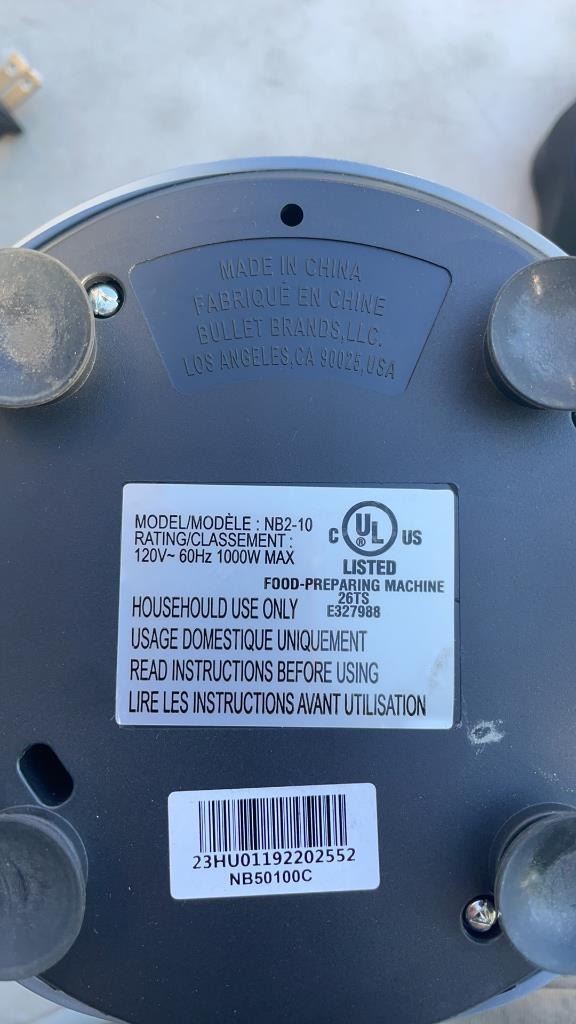 MADE IN CHINA
FABRIQUÉ EN CHINE
BULLET BRANDS,LLC.
LOS ANGELES,CA 90025,USA
MODEL/MODÈLE : NB2-10
RATING/CLASSEMENT :
120V~ 60Hz 1000W MAX
C UL ® US
LISTED
FOOD-PREPARING MACHINE
26TS
E327988
HOUSEHOULD USE ONLY
USAGE DOMESTIQUE UNIQUEMENT
READ INSTRUCTIONS BEFORE USING
LIRE LES INSTRUCTIONS AVANT UTILISATION
23HU01192202552
NB50100C